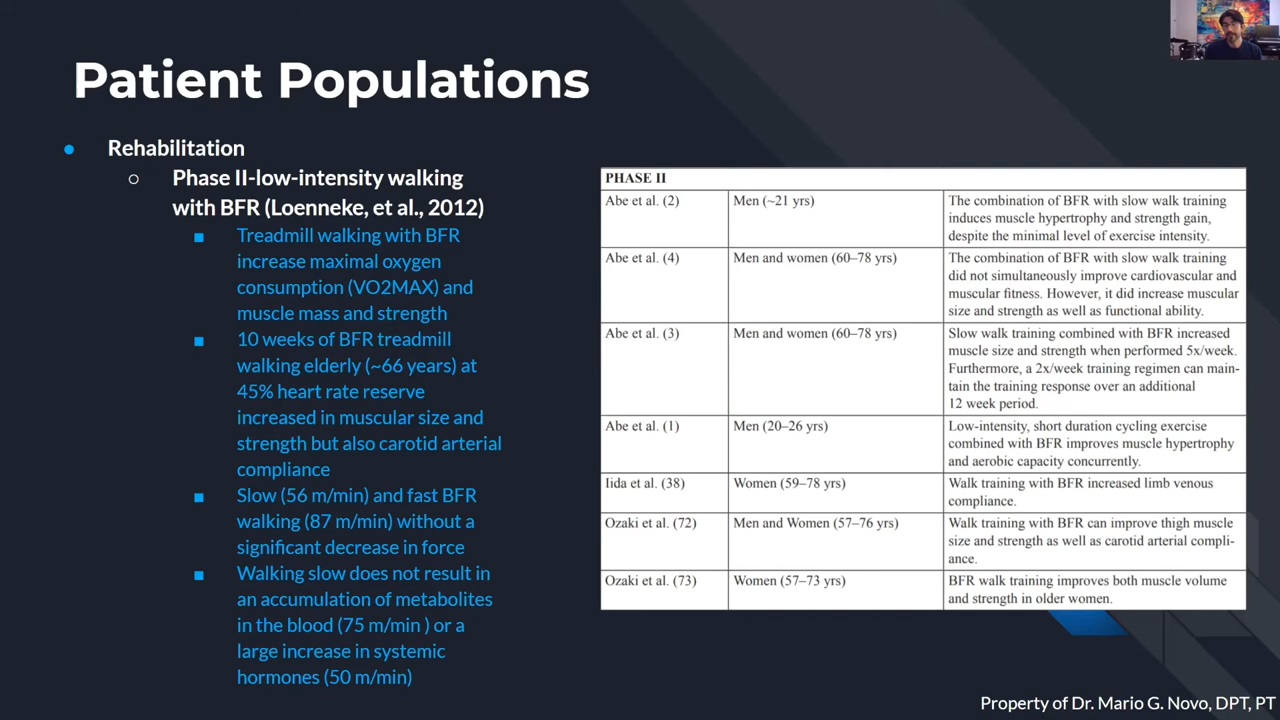 Patient Populations
Rehabilitation
Phase II-low-intensity walking
with BFR (Loenneke, et al., 2012)
Treadmill walking with BFR
increase maximal oxygen
consumption (VO2MAX) and
muscle mass and strength
10 weeks of BFR treadmill
walking elderly (~66 years) at
45% heart rate reserve
increased in muscular size and
strength but also carotid arterial
compliance
Slow (56 m/min) and fast BFR
walking (87 m/min) without a
significant decrease in force
Walking slow does not result in
an accumulation of metabolites
in the blood (75 m/min ) or a
large increase in systemic
hormones (50 m/min)
PHASE II
Abe et al. (2) Men (~21 yrs) The combination of BFR with slow walk training
induces muscle hypertrophy and strength gain,
despite the minimal level of exercise intensity.
Abe et al. (4) Men and women (60–78 yrs) The combination of BFR with slow walk training
did not simultaneously improve cardiovascular and
muscular fitness. However, it did increase muscular
size and strength as well as functional ability.
Abe et al. (3) Men and women (60–78 yrs) Slow walk training combined with BFR increased
muscle size and strength when performed 5x/week.
Furthermore, a 2x/week training regimen can main-
tain the training response over an additional
12 week period.
Abe et al. (1) Men (20–26 yrs) Low-intensity, short duration cycling exercise
combined with BFR improves muscle hypertrophy
and aerobic capacity concurrently.
Iida et al. (38) Women (59–78 yrs) Walk training with BFR increased limb venous
compliance.
Ozaki et al. (72) Men and Women (57–76 yrs) Walk training with BFR can improve thigh muscle
size and strength as well as carotid arterial compli-
ance.
Ozaki et al. (73) Women (57–73 yrs) BFR walk training improves both muscle volume
and strength in older women.
Property of Dr. Mario G. Novo, DPT, PT